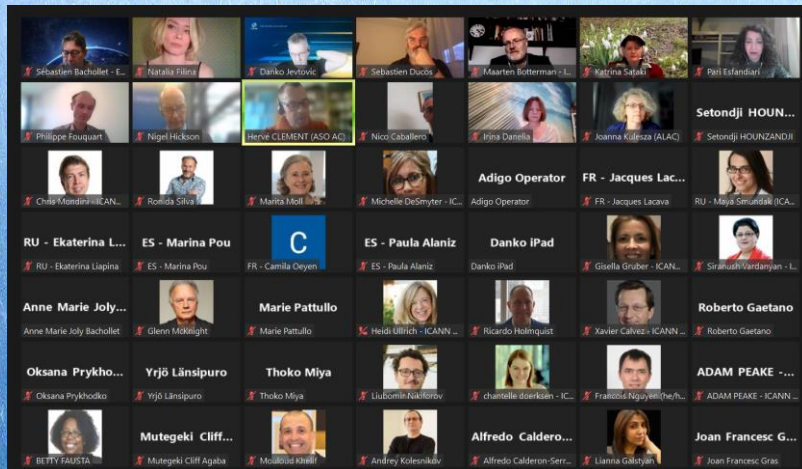 Sébastien Bachollet - E...
Natalia Filina
Danko Jevtovic
Sebastien Ducos
Maarten Botterman - I...
Katrina Sataki
Pari Esfandiari
Philippe Fouquart
Nigel Hickson
Hervé CLEMENT (ASO AC)
Nico Caballero
Irina Danelia
Joanna Kulesza (ALAC)
Setondji HOUN...
Setondji HOUNZANDJI
Chris Mondini - ICAN...
Ronida Silva
Marita Moll
Michelle DeSmyter - IC...
Adigo Operator
Adigo Operator
FR - Jacques Lac...
FR - Jacques Lacava
RU - Maya Smundak (ICA...
RU - Ekaterina L...
RU - Ekaterina Liapina
ES - Marina Pou
ES - Marina Pou
C
FR - Camila Oeyen
ES - Paula Alaniz
ES - Paula Alaniz
Danko iPad
Danko iPad
Gisella Gruber - ICAN...
Siranush Vardanyan - I...
Anne Marie Joly...
Anne Marie Joly Bachollet
Glenn McKnight
Marie Pattullo
Marie Pattullo
Heidi Ullrich - ICANN ...
Ricardo Holmquist
Xavier Calvez - ICANN ...
Roberto Gaetano
Roberto Gaetano
Oksana Prykho...
Oksana Prykhodko
Yrjö Länsipuro
Yrjö Länsipuro
Thoko Miya
Thoko Miya
Liubomir Nikiforov
chantelle doerksen - IC...
Francois Nguyen(he/h...
ADAM PEAKE -...
ADAM PEAKE - ICANN ...
BETTY FAUSTA
Mutegeki Cliff...
Mutegeki Cliff Agaba
Mouloud Khelif
Andrey Kolesnikov
Alfredo Caldero...
Alfredo Calderon-Serr...
Lianna Galstyan
Joan Francesc G...
Joan Francesc Gras